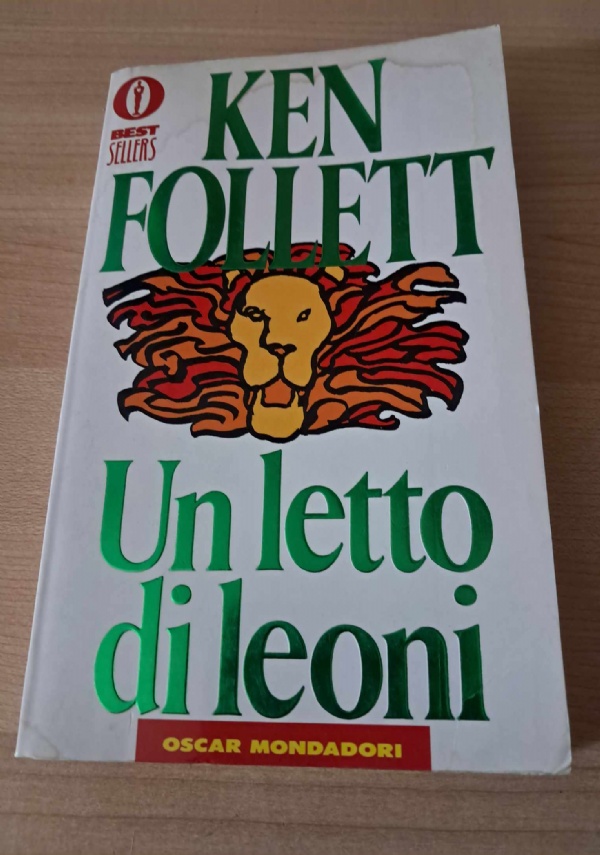 BEST
SELLERS
KEN
FOLLETT
Un letto
di leoni
OSCAR MONDADORI